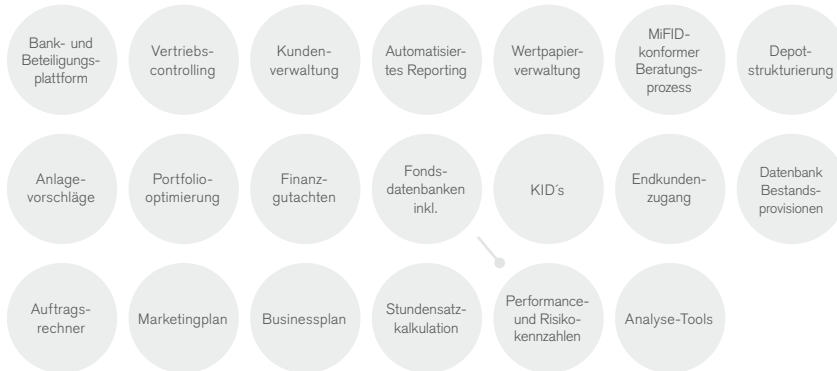 Bank- und
Beteiligungs-
plattform
Vertriebs-
controlling
Kunden-
verwaltung
Automatisier-
tes Reporting
Wertpapier-
verwaltung
MiFID-
konformer
Beratungs-
prozess
Depot-
strukturierung
Anlage-
vorschläge
Portfolio-
optimierung
Finanz-
gutachten
Fonds-
datenbanken
inkl.
KID´s
Endkunden-
zugang
Datenbank
Bestands-
provisionen
Auftrags-
rechner
Marketingplan
Businessplan
Stundensatz-
kalkulation
Performance-
und Risiko-
kennzahlen
Analyse-Tools